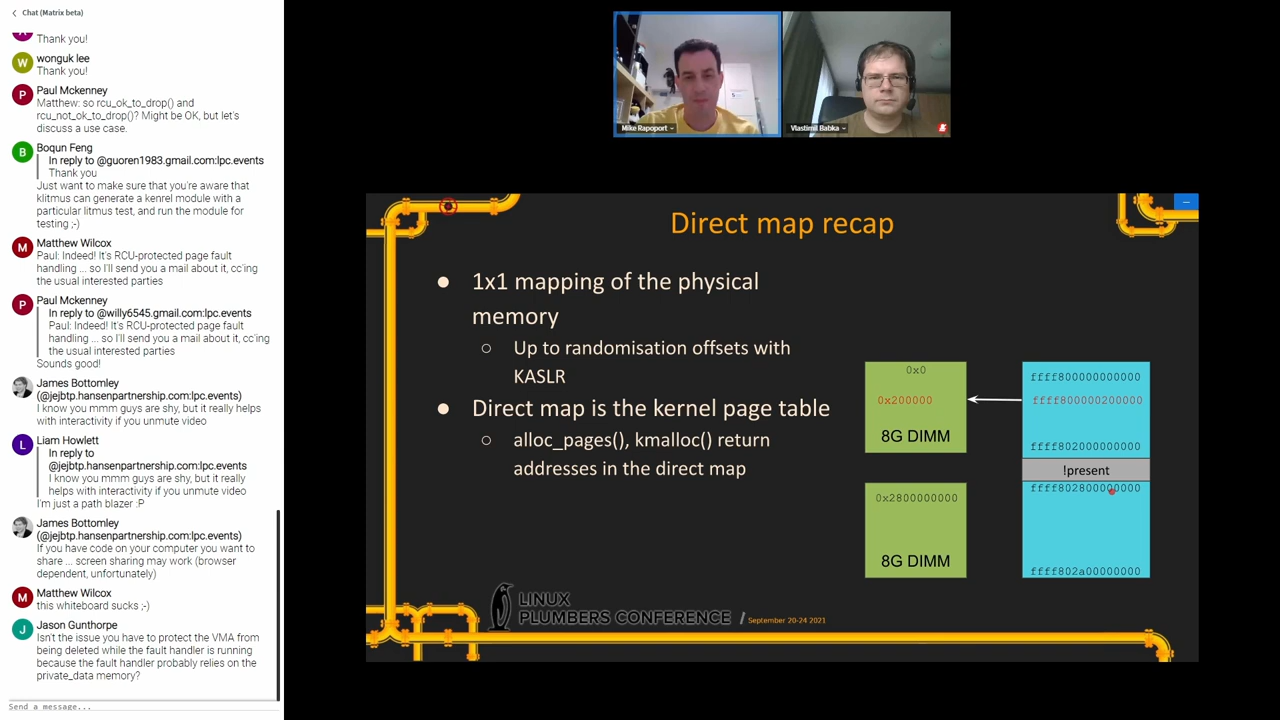 Chat (Matrix beta)
Thank you!
W
wonguk lee
Thank you!
P
Paul Mckenney
Matthew: so rcu_ok_to_drop() and
rcu_not_ok_to_drop()? Might be OK, but let's
discuss a use case.
B
Boqun Feng
In reply to @guoren1983.gmail.com:lpc.events
Thank you
Just want to make sure that you're aware that
klitmus can generate a kenrel module with a
particular litmus test, and run the module for
testing ;-)
M
Matthew Wilcox
Paul: Indeed! It's RCU-protected page fault
handling ... so I'll send you a mail about it, cc'ing
the usual interested parties
P
Paul Mckenney
In reply to @willy6545.gmail.com:lpc.events
Paul: Indeed! It's RCU-protected page fault
handling ... so I'll send you a mail about it, cc'ing
the usual interested parties
Sounds good!
James Bottomley
(@jejbtp.hansenpartnership.com:lpc.events)
I know you mmm guys are shy, but it really helps
with interactivity if you unmute video
L
Liam Howlett
In reply to
@jejbtp.hansenpartnership.com:lpc.events
I know you mmm guys are shy, but it really
helps with interactivity if you unmute video
I'm just a path blazer :P
James Bottomley
(@jejbtp.hansenpartnership.com:lpc.events)
If you have code on your computer you want to
share ... screen sharing may work (browser
dependent, unfortunately)
M
Matthew Wilcox
this whiteboard sucks ;-)
J
Jason Gunthorpe
Isn't the issue you have to protect the VMA from
being deleted while the fault handler is running
because the fault handler probably relies on the
private_data memory?
Send a message...
Mike Rapoport
Vlastimil Babka
Direct map recap
● 1x1 mapping of the physical
memory
○ Up to randomisation offsets with
KASLR
● Direct map is the kernel page table
○ alloc_pages(), kmalloc() return
addresses in the direct map
0x0
0x200000
8G DIMM
0x2800000000
8G DIMM
ffff800000000000
ffff800000200000
ffff802000000000
!present
ffff802800000000
ffff802a00000000
LINUX
PLUMBERS CONFERENCE / September 20-24 2021